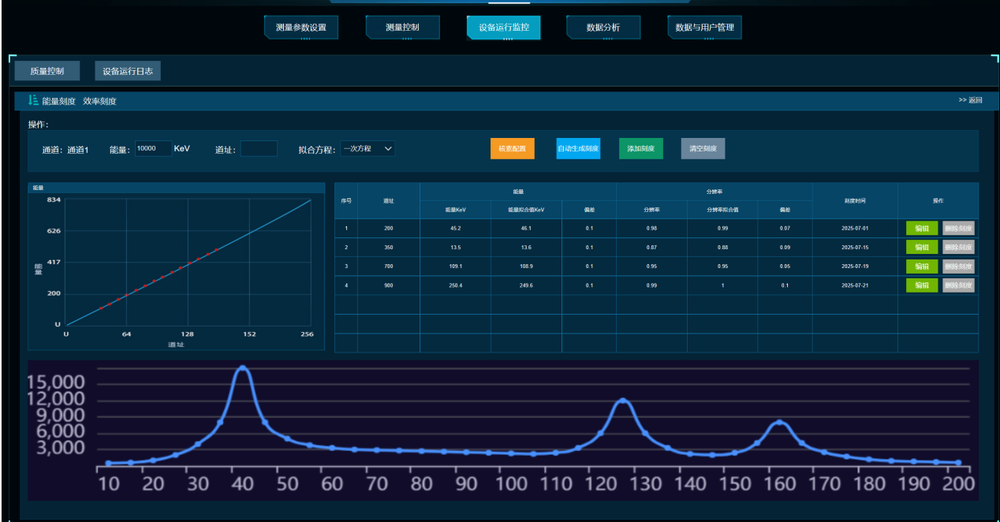 测量参数设置 测量控制 设备运行监控 数据分析 数据与用户管理
质量控制 设备运行日志
能量刻度 效率刻度 >> 返回
操作：
通道：通道1 能量： 10000 KeV 道址： 拟合方程： 一次方程 核素配置 自动生成刻度 添加刻度 清空刻度
能量
834
626
417
200
U
能量
U 64 128 152 256
道址
序号 道址 能量 分辨率 刻度时间 操作
能量KeV 能量拟合值KeV 偏差 分辨率 分辨率拟合值 偏差
1 200 45.2 46.1 0.1 0.98 0.99 0.07 2025-07-01 编辑 删除刻度
2 350 13.5 13.6 0.1 0.87 0.88 0.09 2025-07-15 编辑 删除刻度
3 700 109.1 108.9 0.1 0.95 0.95 0.05 2025-07-19 编辑 删除刻度
4 900 250.4 249.6 0.1 0.99 1 0.1 2025-07-21 编辑 删除刻度
15,000
12,000
9,000
6,000
3,000
10 20 30 40 50 60 70 80 90 100 110 120 130 140 150 160 170 180 190 200